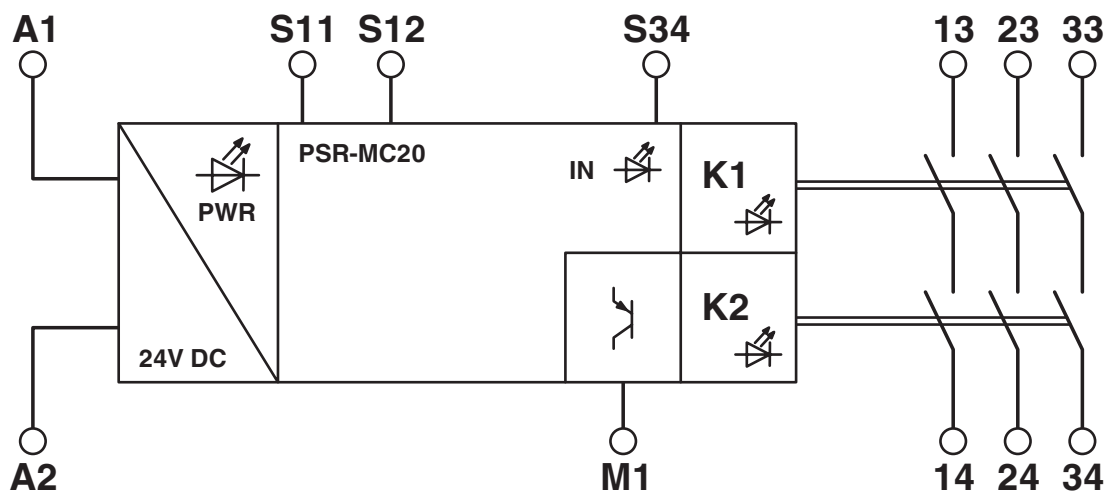 A1 S11 S12 S34 13 23 33
PSR-MC20
IN
K1
PWR
K2
24V DC
A2 M1 14 24 34